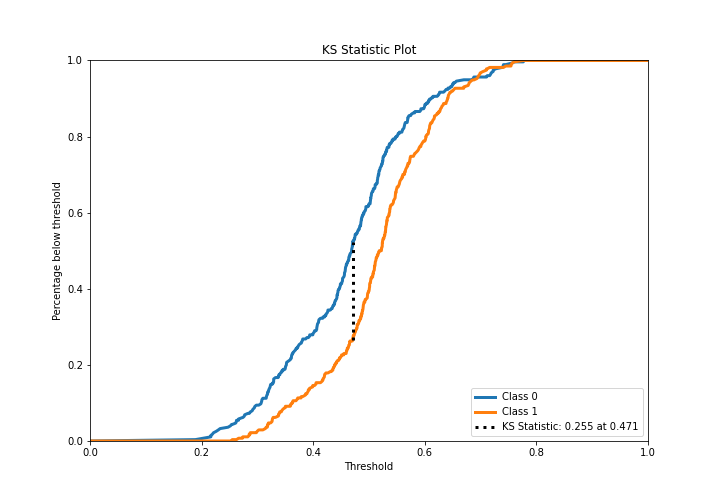 KS Statistic Plot
1.0
0.8
0.6
0.4
0.2
0.0
Percentage below threshold
0.0 0.2 0.4 0.6 0.8 1.0
Threshold
Class 0
Class 1
KS Statistic: 0.255 at 0.471